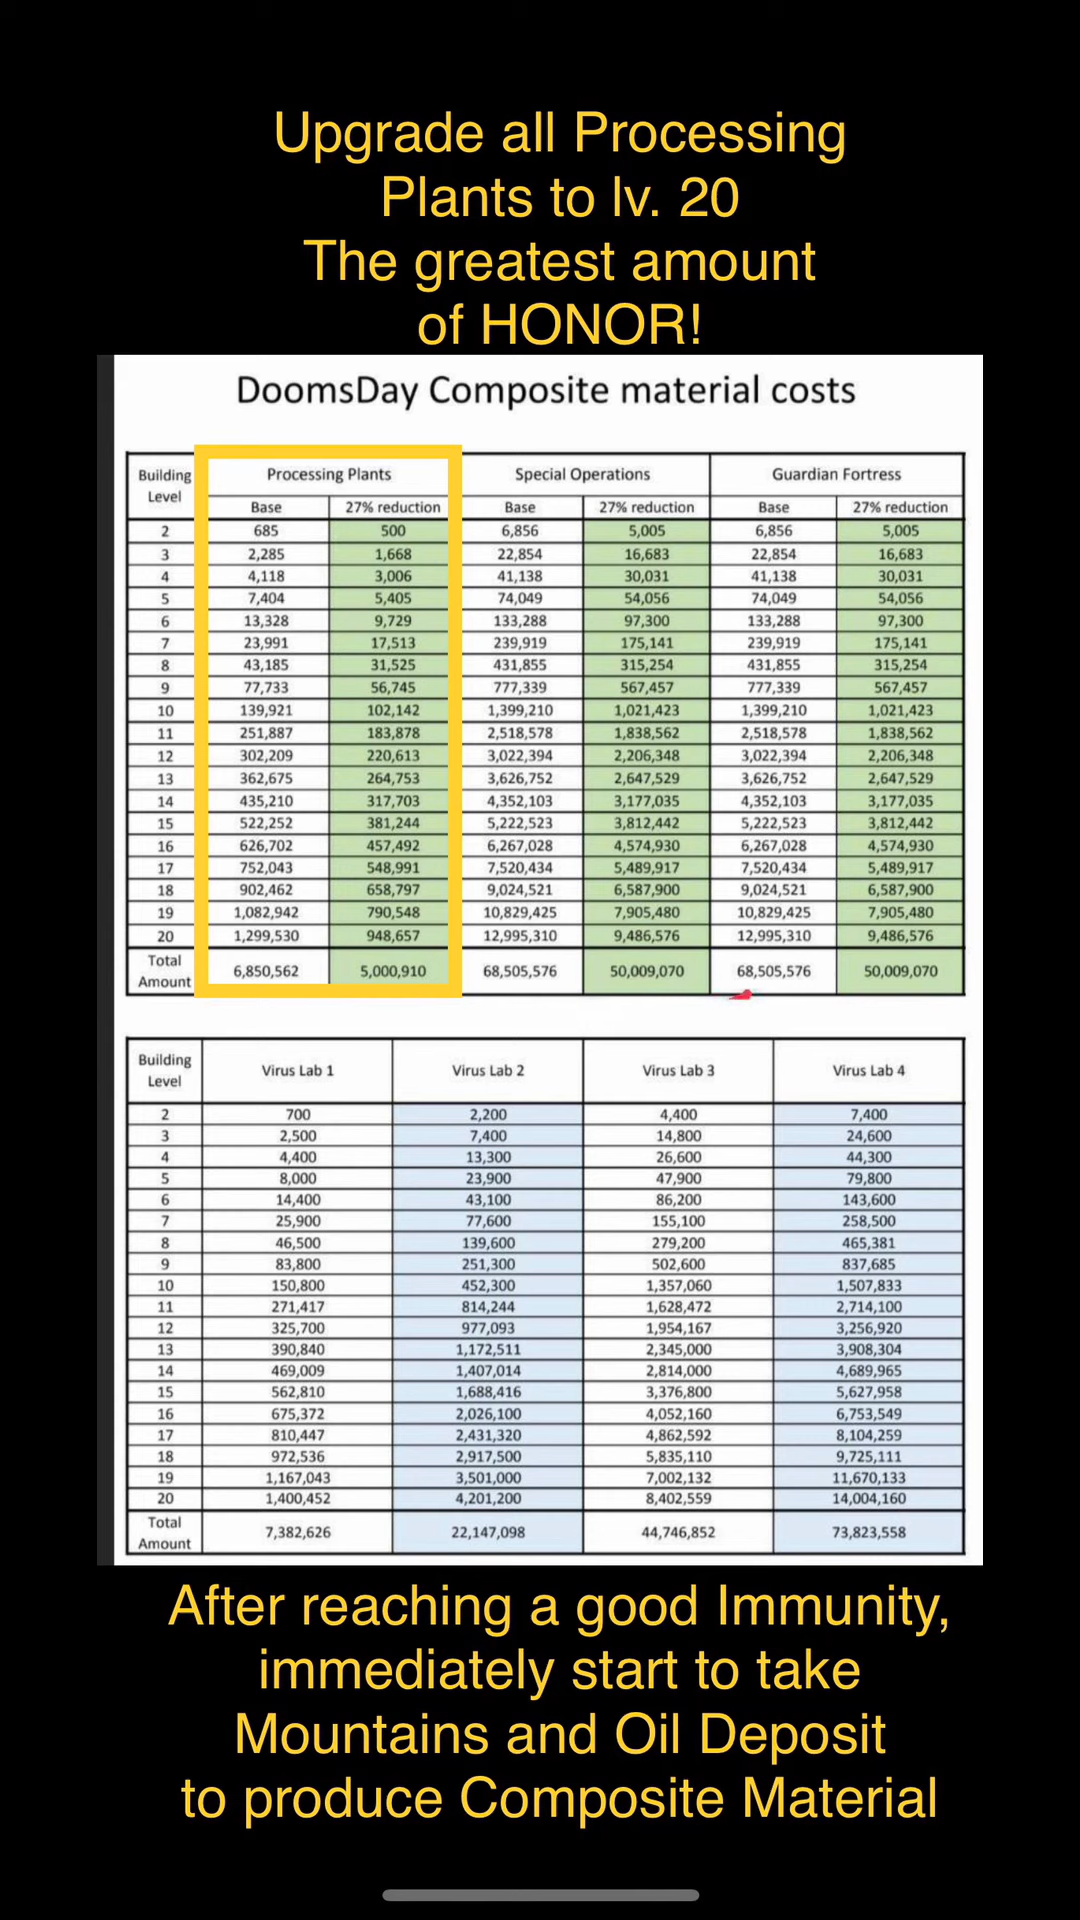 Upgrade all Processing
Plants to lv. 20
The greatest amount
of HONOR!
DoomsDay Composite material costs
Building Level Processing Plants Special Operations Guardian Fortress
Base 27% reduction Base 27% reduction Base 27% reduction
2 685 500 6,856 5,005 6,856 5,005
3 2,285 1,668 22,854 16,683 22,854 16,683
4 4,118 3,006 41,138 30,031 41,138 30,031
5 7,404 5,405 74,049 54,056 74,049 54,056
6 13,328 9,729 133,288 97,300 133,288 97,300
7 23,991 17,513 239,919 175,141 239,919 175,141
8 43,185 31,525 431,855 315,254 431,855 315,254
9 77,733 56,745 777,339 567,457 777,339 567,457
10 139,921 102,142 1,399,210 1,021,423 1,399,210 1,021,423
11 251,887 183,878 2,518,578 1,838,562 2,518,578 1,838,562
12 302,209 220,613 3,022,394 2,206,348 3,022,394 2,206,348
13 362,675 264,753 3,626,752 2,647,529 3,626,752 2,647,529
14 435,210 317,703 4,352,103 3,177,035 4,352,103 3,177,035
15 522,252 381,244 5,222,523 3,812,442 5,222,523 3,812,442
16 626,702 457,492 6,267,028 4,574,930 6,267,028 4,574,930
17 752,043 548,991 7,520,434 5,489,917 7,520,434 5,489,917
18 902,462 658,797 9,024,521 6,587,900 9,024,521 6,587,900
19 1,082,942 790,548 10,829,425 7,905,480 10,829,425 7,905,480
20 1,299,530 948,657 12,995,310 9,486,576 12,995,310 9,486,576
Total Amount 6,850,562 5,000,910 68,505,576 50,009,070 68,505,576 50,009,070
Building Level Virus Lab 1 Virus Lab 2 Virus Lab 3 Virus Lab 4
2 700 2,200 4,400 7,400
3 2,500 7,400 14,800 24,600
4 4,400 13,300 26,600 44,300
5 8,000 23,900 47,900 79,800
6 14,400 43,100 86,200 143,600
7 25,900 77,600 155,100 258,500
8 46,500 139,600 279,200 465,381
9 83,800 251,300 502,600 837,685
10 150,800 452,300 1,357,060 1,507,833
11 271,417 814,244 1,628,472 2,714,100
12 325,700 977,093 1,954,167 3,256,920
13 390,840 1,172,511 2,345,000 3,908,304
14 469,009 1,407,014 2,814,000 4,689,965
15 562,810 1,688,416 3,376,800 5,627,958
16 675,372 2,026,100 4,052,160 6,753,549
17 810,447 2,431,320 4,862,592 8,104,259
18 972,536 2,917,500 5,835,110 9,725,111
19 1,167,043 3,501,000 7,002,132 11,670,133
20 1,400,452 4,201,200 8,402,559 14,004,160
Total Amount 7,382,626 22,147,098 44,746,852 73,823,558
After reaching a good Immunity,
immediately start to take
Mountains and Oil Deposit
to produce Composite Material